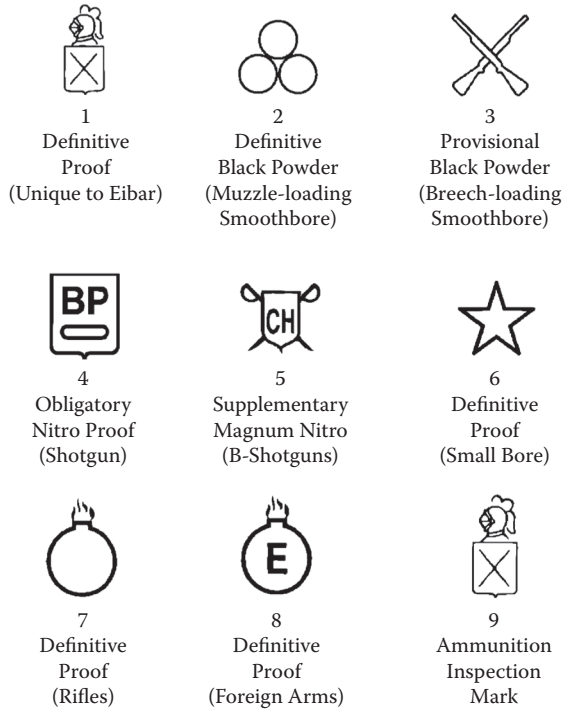 1
Definitive
Proof
(Unique to Eibar)
2
Definitive
Black Powder
(Muzzle-loading
Smoothbore)
3
Provisional
Black Powder
(Breech-loading
Smoothbore)
BP
4
Obligatory
Nitro Proof
(Shotgun)
CH
5
Supplementary
Magnum Nitro
(B-Shotguns)
6
Definitive
Proof
(Small Bore)
7
Definitive
Proof
(Rifles)
E
8
Definitive
Proof
(Foreign Arms)
9
Ammunition
Inspection
Mark